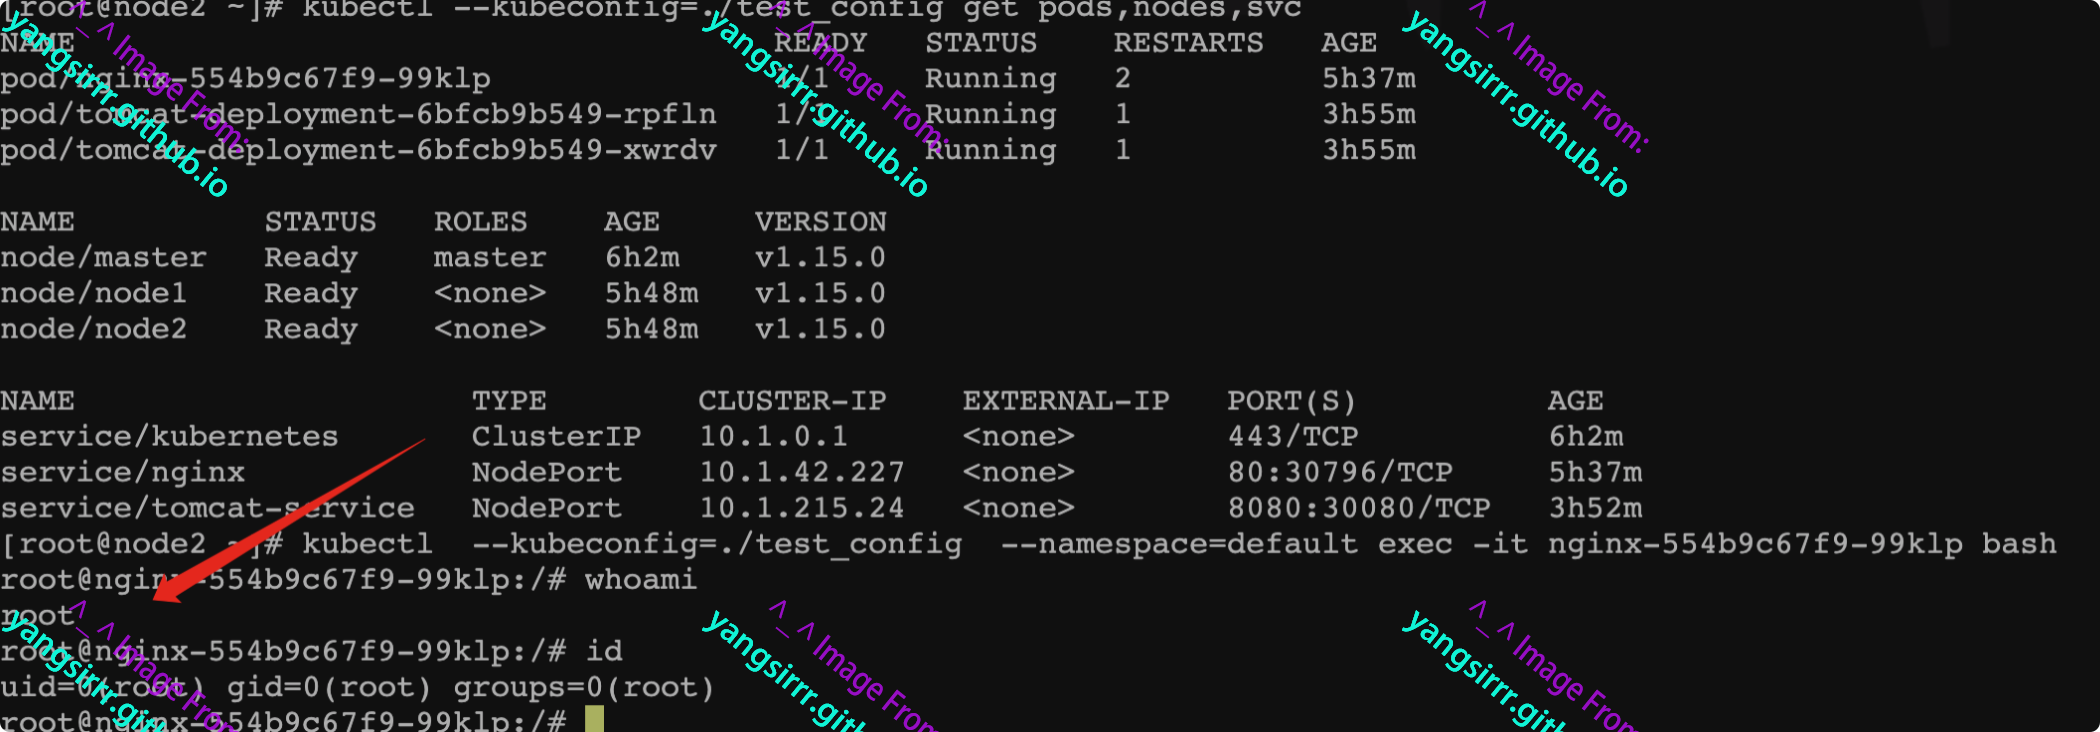 [root@node2 ~]# kubectl --kubeconfig=./test_config get pods,nodes,svc
NAME READY STATUS RESTARTS AGE
pod/nginx-554b9c67f9-99klp 1/1 Running 2 5h37m
pod/tomcat-deployment-6bfcb9b549-rpfln 1/1 Running 1 3h55m
pod/tomcat-deployment-6bfcb9b549-xwrdv 1/1 Running 1 3h55m
NAME STATUS ROLES AGE VERSION
node/master Ready master 6h2m v1.15.0
node/node1 Ready <none> 5h48m v1.15.0
node/node2 Ready <none> 5h48m v1.15.0
NAME TYPE CLUSTER-IP EXTERNAL-IP PORT(S) AGE
service/kubernetes ClusterIP 10.1.0.1 <none> 443/TCP 6h2m
service/nginx NodePort 10.1.42.227 <none> 80:30796/TCP 5h37m
service/tomcat-service NodePort 10.1.215.24 <none> 8080:30080/TCP 3h52m
[root@node2 ~]# kubectl --kubeconfig=./test_config --namespace=default exec -it nginx-554b9c67f9-99klp bash
root@nginx-554b9c67f9-99klp:/# whoami
root
root@nginx-554b9c67f9-99klp:/# id
uid=0(root) gid=0(root) groups=0(root)
root@nginx-554b9c67f9-99klp:/#
^_^ Image From:
yangsirrr.github.io
^_^ Image From:
yangsirrr.github.io
^_^ Image From:
yangsirrr.github.io
^_^ Image From
yangsirrr.gith
^_^ Image From
yangsirrr.gith
^_^ Image From
yangsirrr.gith